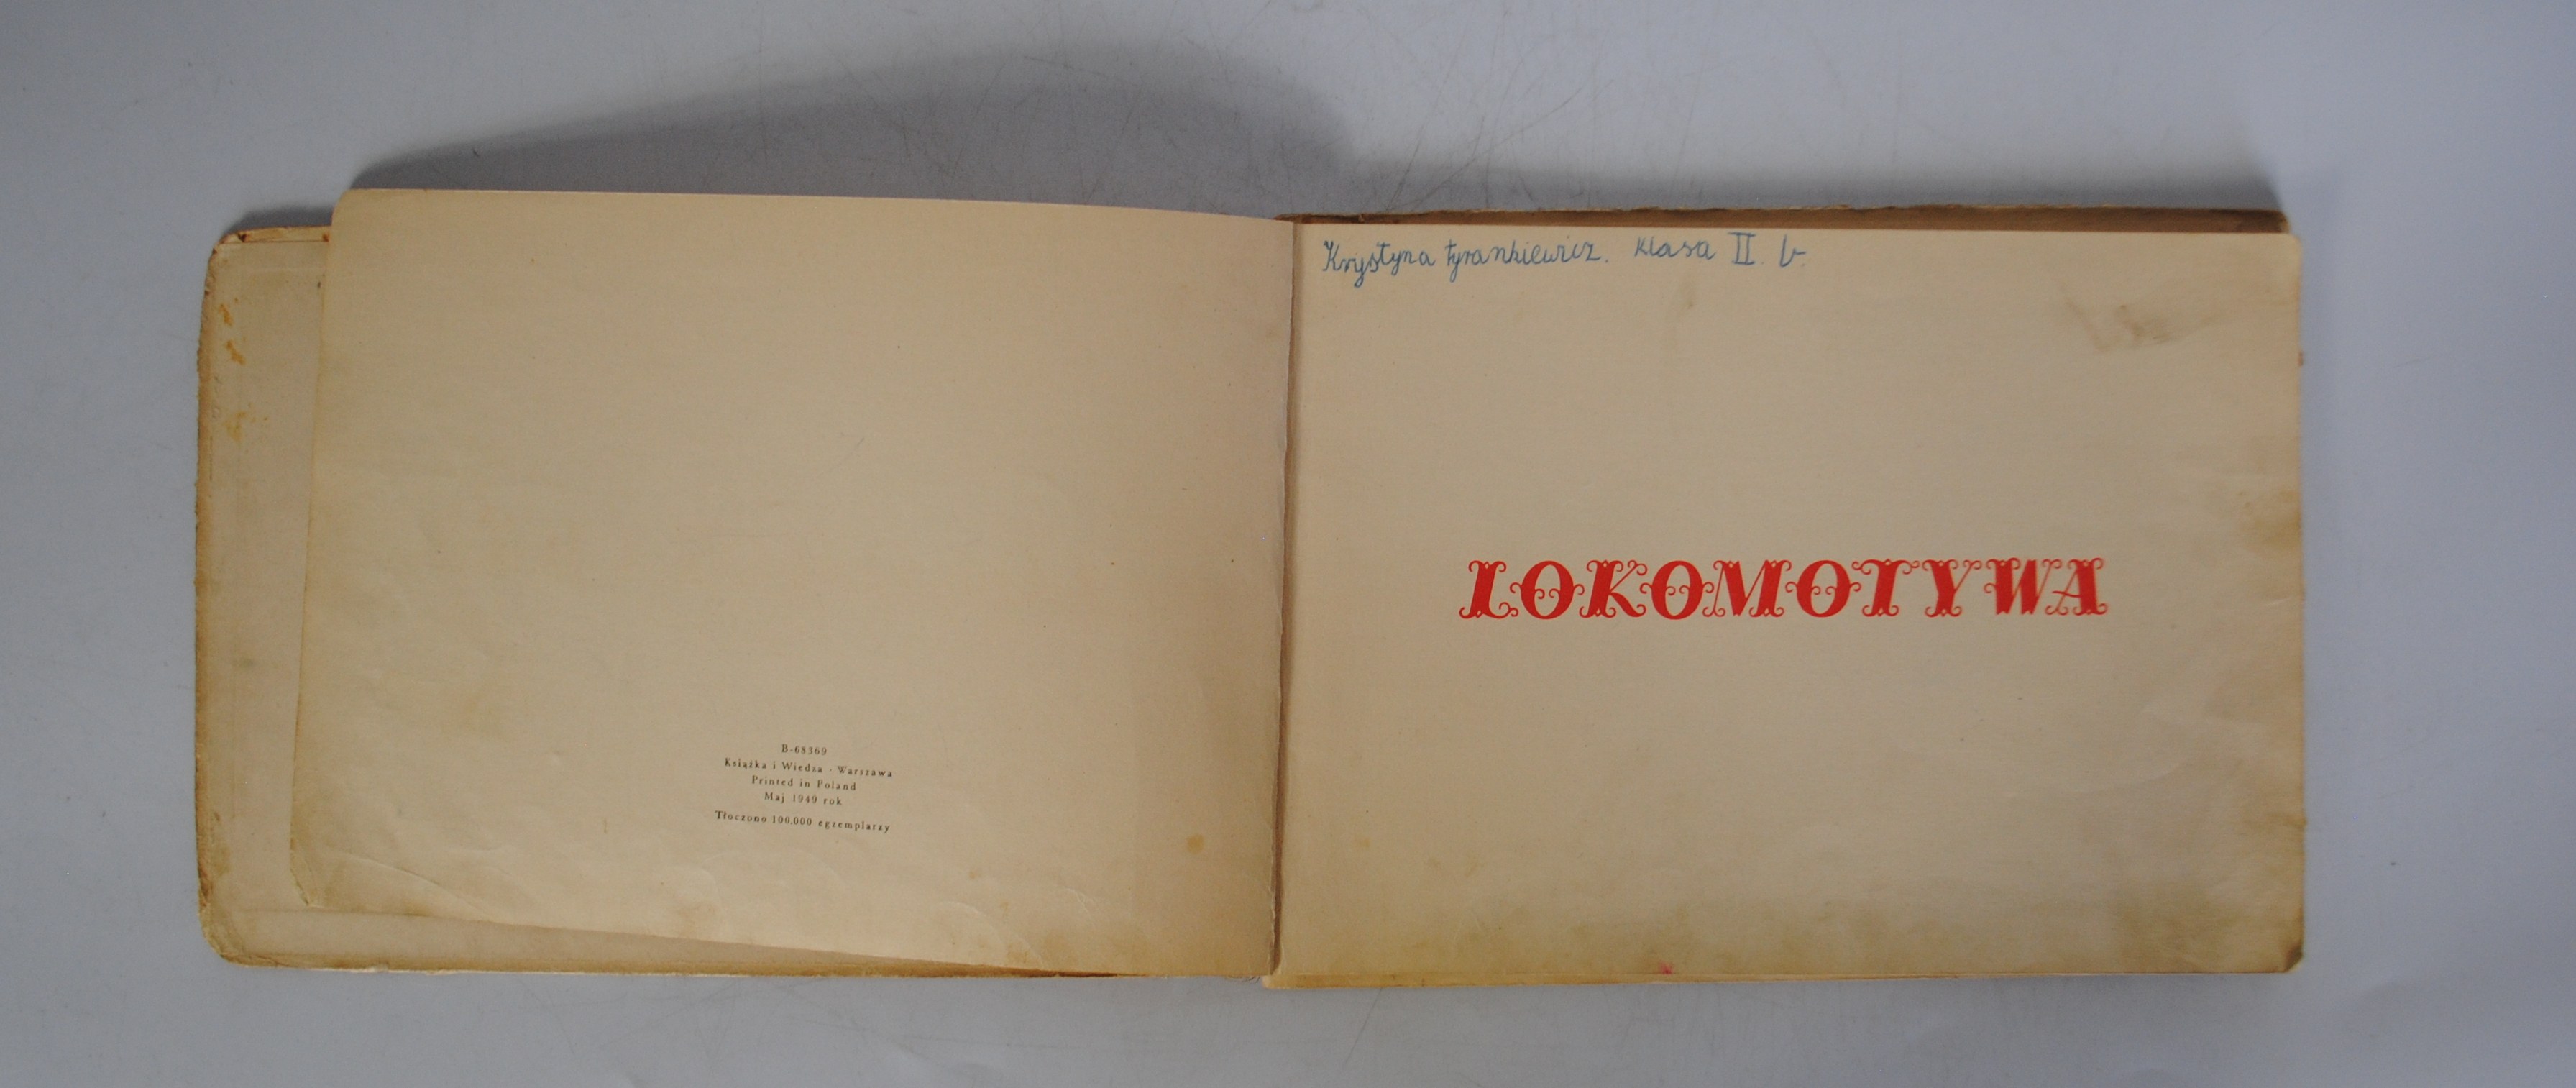 B-68369
Książka i Wiedza - Warszawa
Printed in Poland
Maj 1949 rok
Tłoczono 100.000 egzemplarzy
Krystyna tyrankiewicz. klasa II. b.
LOKOMOTYWA